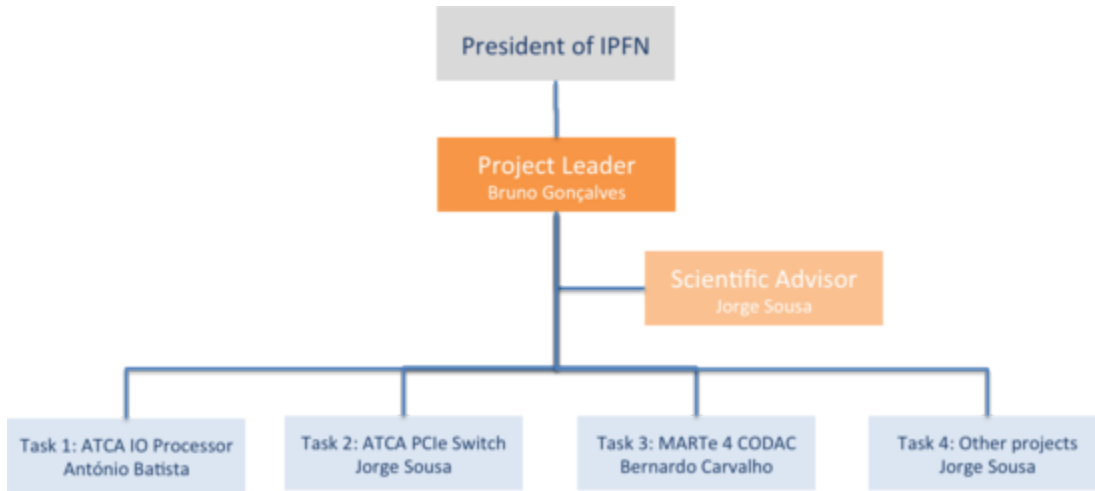 President of IPFN
Project Leader
Bruno Gonçalves
Scientific Advisor
Jorge Sousa
Task 1: ATCA IO Processor
António Batista
Task 2: ATCA PCIe Switch
Jorge Sousa
Task 3: MARTe 4 CODAC
Bernardo Carvalho
Task 4: Other projects
Jorge Sousa